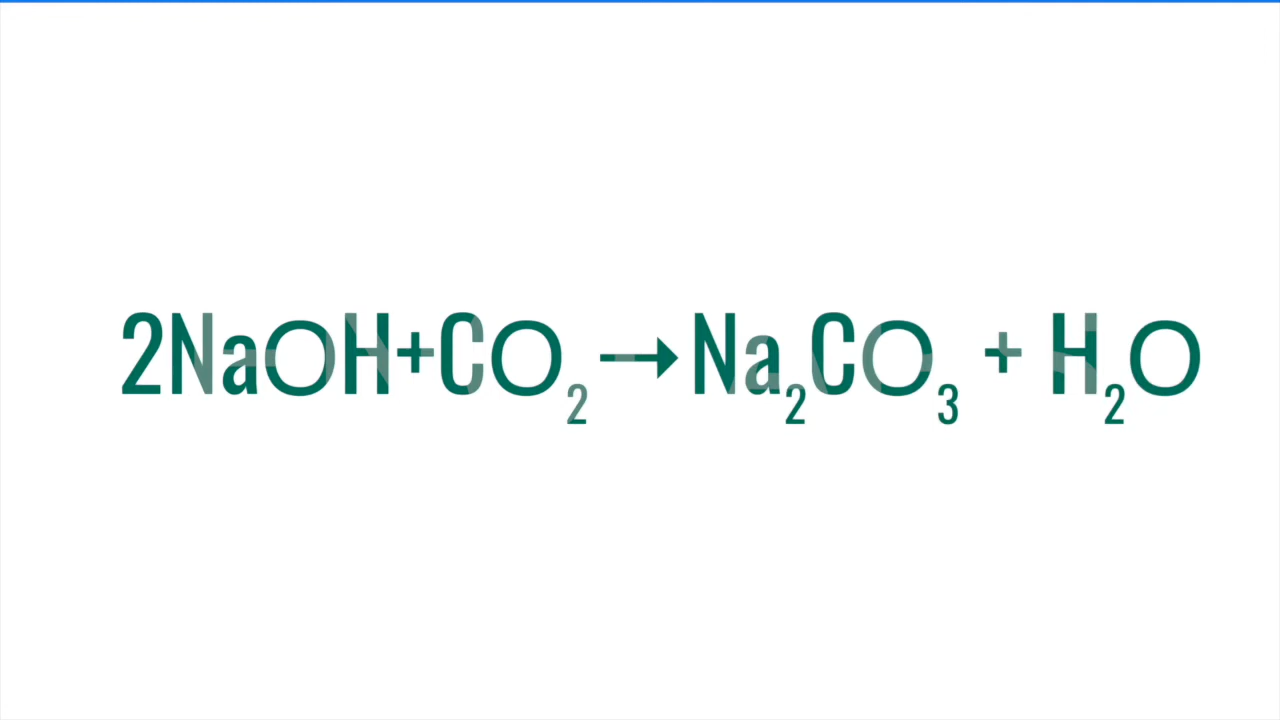 2NaOH+CO₂ → Na₂CO₃ + H₂O